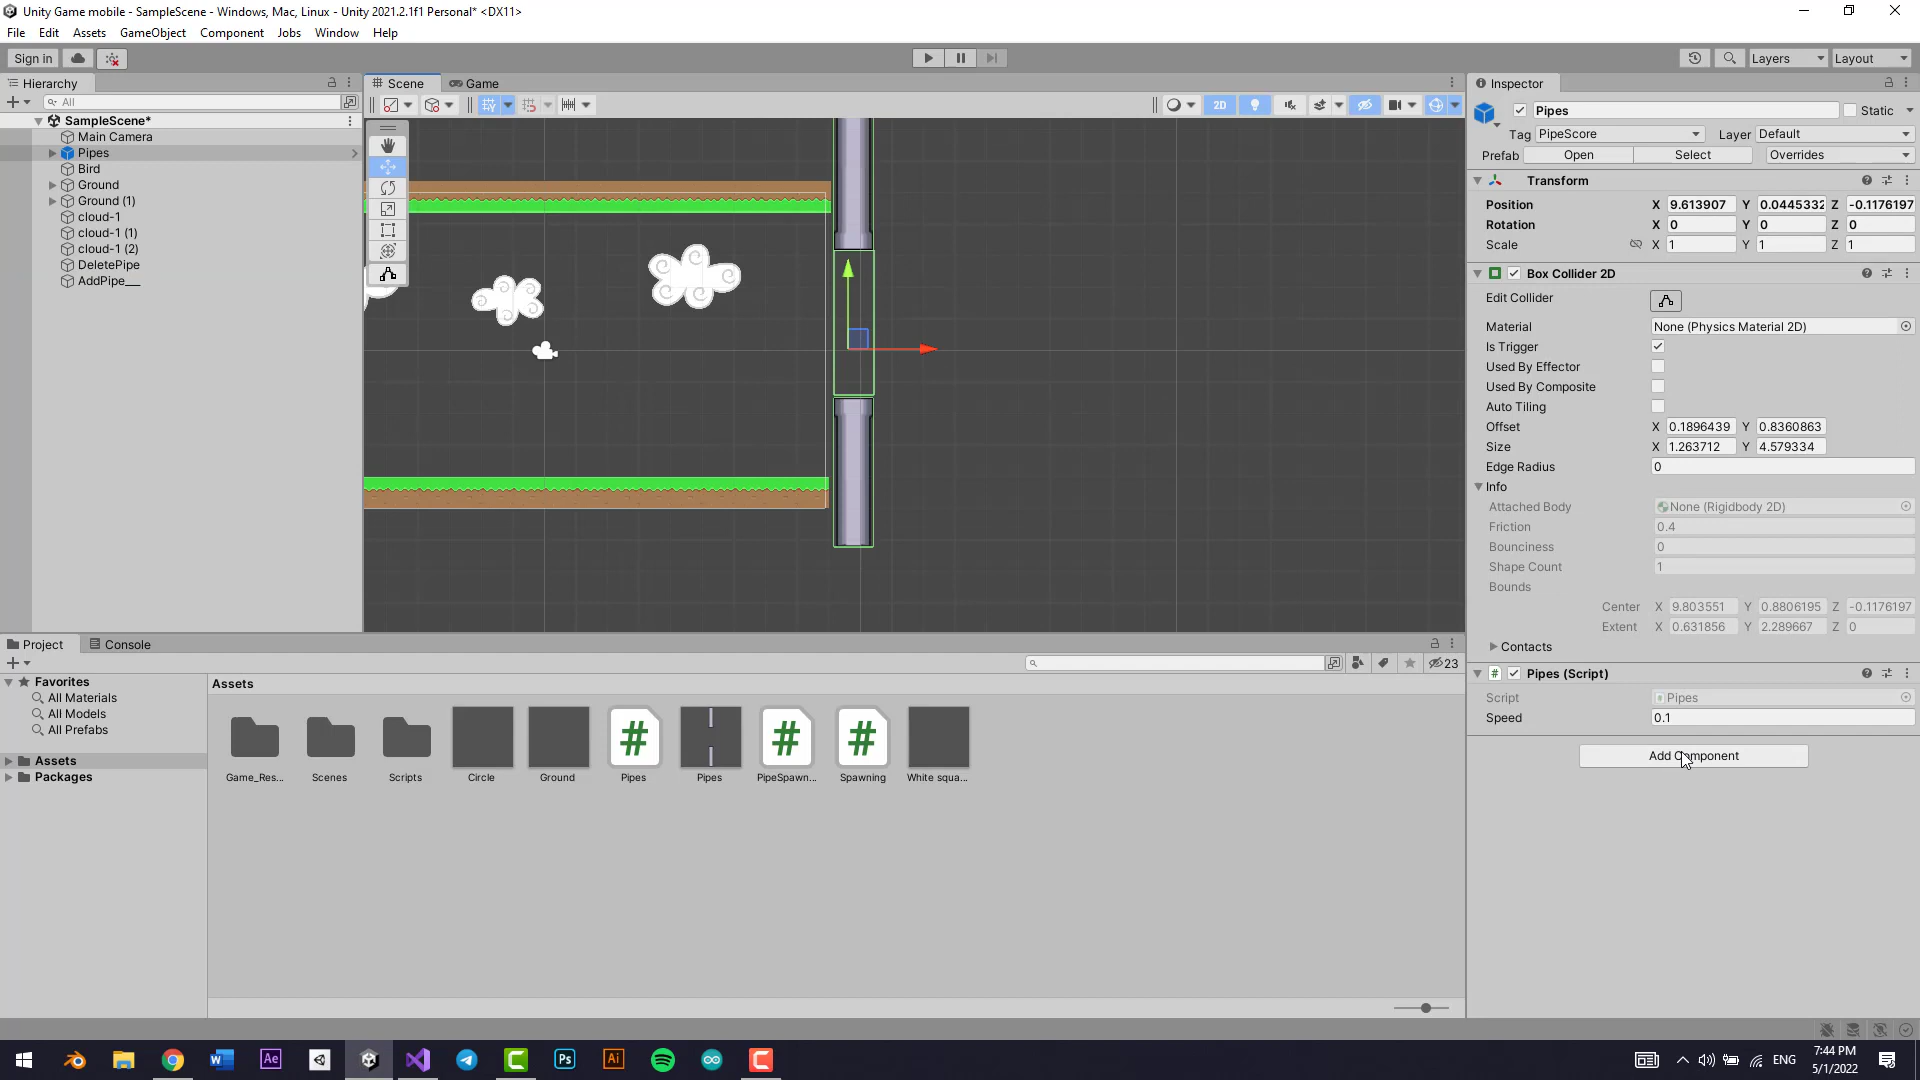 Unity Game mobile - SampleScene - Windows, Mac, Linux - Unity 2021.2.1f1 Personal* <DX11>
File Edit Assets GameObject Component Jobs Window Help
Sign in Layers Layout
Hierarchy
All
SampleScene*
Main Camera
Pipes
Bird
Ground
Ground (1)
cloud-1
cloud-1 (1)
cloud-1 (2)
DeletePipe
AddPipe__
Scene Game
2D
Inspector
Pipes Static
Tag PipeScore Layer Default
Prefab Open Select Overrides
Transform
Position X 9.613907 Y 0.0445332 Z -0.1176197
Rotation X 0 Y 0 Z 0
Scale X 1 Y 1 Z 1
Box Collider 2D
Edit Collider
Material None (Physics Material 2D)
Is Trigger
Used By Effector
Used By Composite
Auto Tiling
Offset X 0.1896439 Y 0.8360863
Size X 1.263712 Y 4.579334
Edge Radius 0
Info
Attached Body None (Rigidbody 2D)
Friction 0.4
Bounciness 0
Shape Count 1
Bounds
Center X 9.803551 Y 0.8806195 Z -0.1176197
Extent X 0.631856 Y 2.289667 Z 0
Contacts
# Pipes (Script)
Script Pipes
Speed 0.1
Add Component
Project Console
23
Favorites
All Materials
All Models
All Prefabs
Assets
Packages
Assets
# # #
Game_Res... Scenes Scripts Circle Ground Pipes Pipes PipeSpawn... Spawning White squa...
W Ae C Ps Ai C
ENG
7:44 PM
5/1/2022